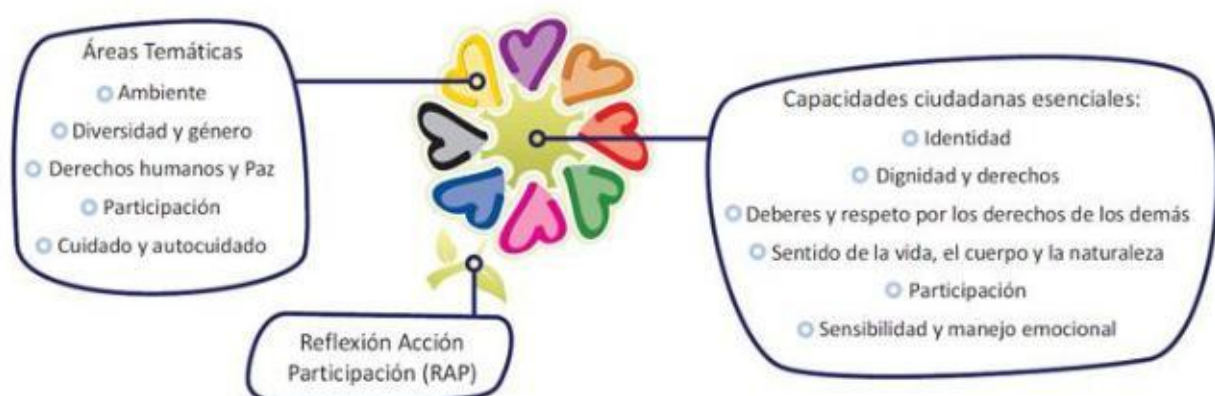 Áreas Temáticas
Ambiente
Diversidad y género
Derechos humanos y Paz
Participación
Cuidado y autocuidado
Reflexión Acción
Participación (RAP)
Capacidades ciudadanas esenciales:
Identidad
Dignidad y derechos
Deberes y respeto por los derechos de los demás
Sentido de la vida, el cuerpo y la naturaleza
Participación
Sensibilidad y manejo emocional